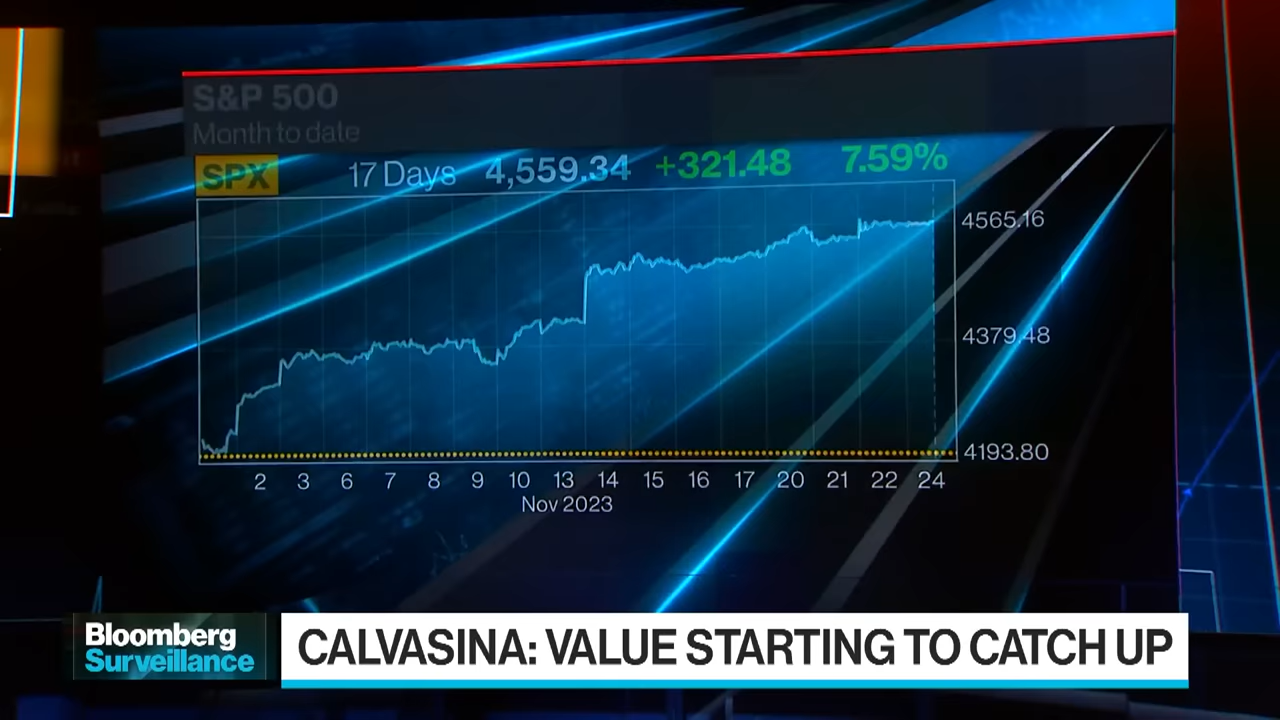 S&P 500
Month to date
SPX 17 Days 4,559.34 +321.48 7.59%
4565.16
4379.48
4193.80
2 3 6 7 8 9 10 13 14 15 16 17 20 21 22 24
Nov 2023
Bloomberg
Surveillance
CALVASINA: VALUE STARTING TO CATCH UP